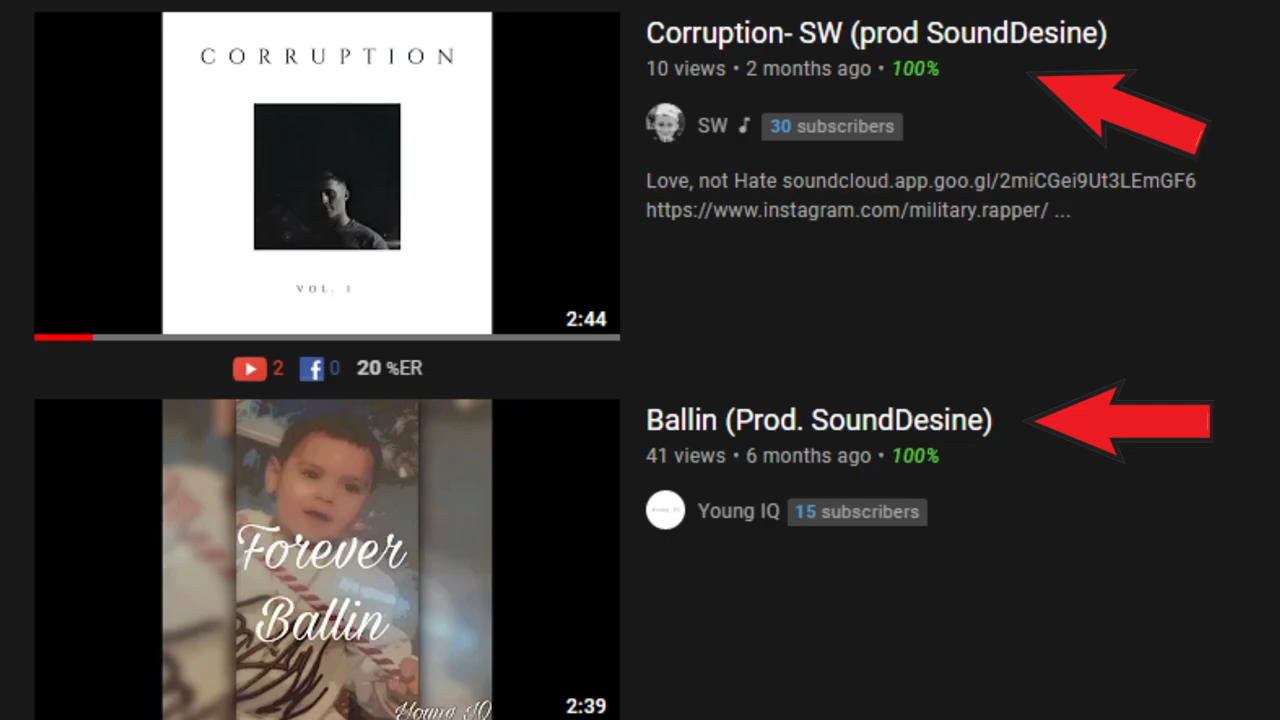 CORRUPTION
VOL. I
2:44
Corruption- SW (prod SoundDesine)
10 views • 2 months ago • 100%
SW 🎵 30 subscribers
Love, not Hate soundcloud.app.goo.gl/2miCGei9Ut3LEmGF6
https://www.instagram.com/military.rapper/ ...
2 f 0 20 %ER
Forever
Ballin
Young IQ
2:39
Ballin (Prod. SoundDesine)
41 views • 6 months ago • 100%
Young IQ 15 subscribers